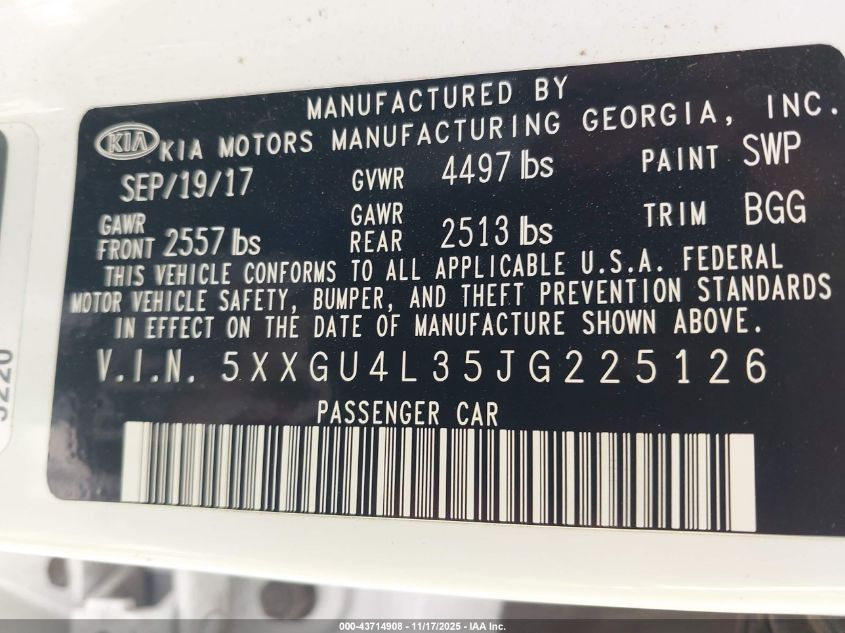 MANUFACTURED BY
KIA KIA MOTORS MANUFACTURING GEORGIA, INC.
SEP/19/17 GVWR 4497 lbs PAINT SWP
GAWR FRONT 2557 lbs GAWR REAR 2513 lbs TRIM BGG
THIS VEHICLE CONFORMS TO ALL APPLICABLE U.S.A. FEDERAL
MOTOR VEHICLE SAFETY, BUMPER, AND THEFT PREVENTION STANDARDS
IN EFFECT ON THE DATE OF MANUFACTURE SHOWN ABOVE.
V.I.N. 5XXGU4L35JG225126
PASSENGER CAR
000-43714908 - 11/17/2025 - IAA Inc.